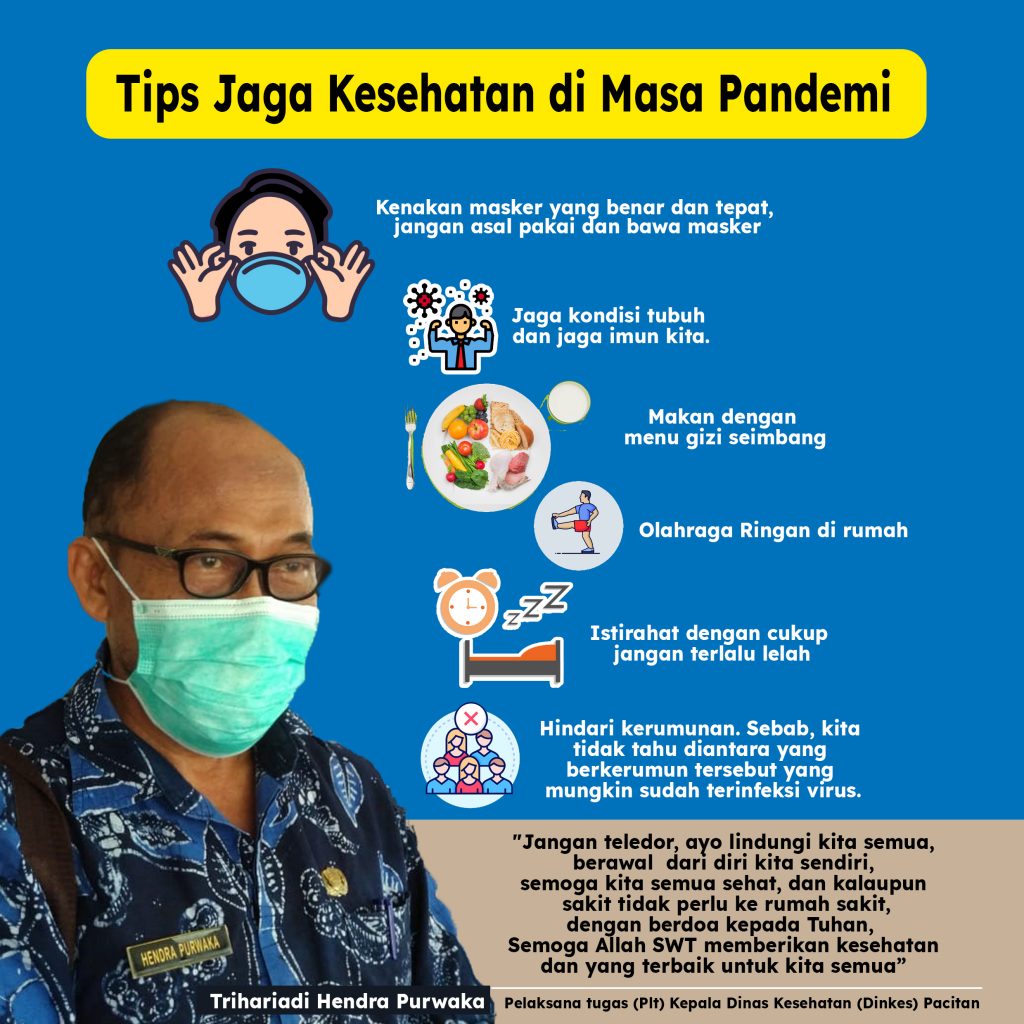 Tips Jaga Kesehatan di Masa Pandemi
Kenakan masker yang benar dan tepat,
jangan asal pakai dan bawa masker
Jaga kondisi tubuh
dan jaga imun kita.
Makan dengan
menu gizi seimbang
Olahraga Ringan di rumah
ZZZ
Istirahat dengan cukup
jangan terlalu lelah
Hindari kerumunan. Sebab, kita
tidak tahu diantara yang
berkerumun tersebut yang
mungkin sudah terinfeksi virus.
"Jangan teledor, ayo lindungi kita semua,
berawal  dari diri kita sendiri,
semoga kita semua sehat, dan kalaupun
sakit tidak perlu ke rumah sakit,
dengan berdoa kepada Tuhan,
Semoga Allah SWT memberikan kesehatan
dan yang terbaik untuk kita semua”
HENDRA PURWAKA
Trihariadi Hendra Purwaka
Pelaksana tugas (Plt) Kepala Dinas Kesehatan (Dinkes) Pacitan